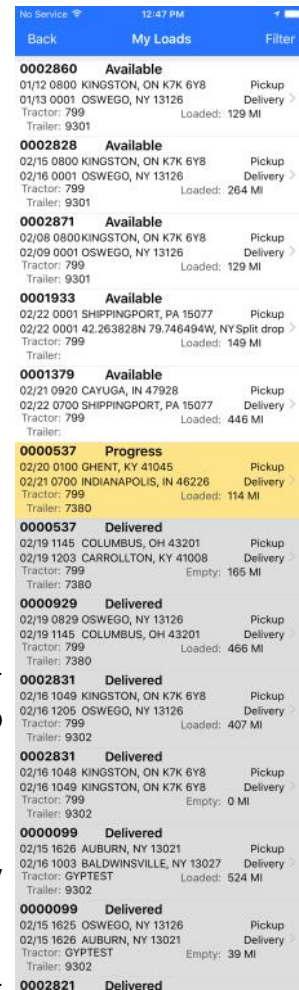 No Service 12:47 PM
Back My Loads Filter
0002860 Available
01/12 0800 KINGSTON, ON K7K 6Y8 Pickup
01/13 0001 OSWEGO, NY 13126 Delivery
Tractor: 799 Loaded: 129 MI
Trailer: 9301
0002828 Available
02/15 0800 KINGSTON, ON K7K 6Y8 Pickup
02/16 0001 OSWEGO, NY 13126 Delivery
Tractor: 799 Loaded: 264 MI
Trailer: 9301
0002871 Available
02/08 0800 KINGSTON, ON K7K 6Y8 Pickup
02/09 0001 OSWEGO, NY 13126 Delivery
Tractor: 799 Loaded: 129 MI
Trailer: 9301
0001933 Available
02/22 0001 SHIPPINGPORT, PA 15077 Pickup
02/22 0001 42.263828N 79.746494W, NY Split drop
Tractor: 799 Loaded: 149 MI
Trailer:
0001379 Available
02/21 0920 CAYUGA, IN 47928 Pickup
02/22 0700 SHIPPINGPORT, PA 15077 Delivery
Tractor: 799 Loaded: 446 MI
Trailer:
0000537 Progress
02/20 0100 GHENT, KY 41045 Pickup
02/21 0700 INDIANAPOLIS, IN 46226 Delivery
Tractor: 799 Loaded: 114 MI
Trailer: 7380
0000537 Delivered
02/19 1145 COLUMBUS, OH 43201 Pickup
02/19 1203 CARROLLTON, KY 41008 Delivery
Tractor: 799 Empty: 165 MI
Trailer: 7380
0000929 Delivered
02/19 0829 OSWEGO, NY 13126 Pickup
02/19 1145 COLUMBUS, OH 43201 Delivery
Tractor: 799 Loaded: 466 MI
Trailer: 7380
0002831 Delivered
02/16 1049 KINGSTON, ON K7K 6Y8 Pickup
02/16 1205 OSWEGO, NY 13126 Delivery
Tractor: 799 Loaded: 407 MI
Trailer: 9302
0002831 Delivered
02/16 1048 KINGSTON, ON K7K 6Y8 Pickup
02/16 1049 KINGSTON, ON K7K 6Y8 Delivery
Tractor: 799 Empty: 0 MI
Trailer: 9302
0000099 Delivered
02/15 1626 AUBURN, NY 13021 Pickup
02/16 1003 BALDWINSVILLE, NY 13027 Delivery
Tractor: GYPTEST Loaded: 524 MI
Trailer: 9302
0000099 Delivered
02/15 1625 OSWEGO, NY 13126 Pickup
02/15 1626 AUBURN, NY 13021 Delivery
Tractor: GYPTEST Empty: 39 MI
Trailer: 9302
0002821 Delivered